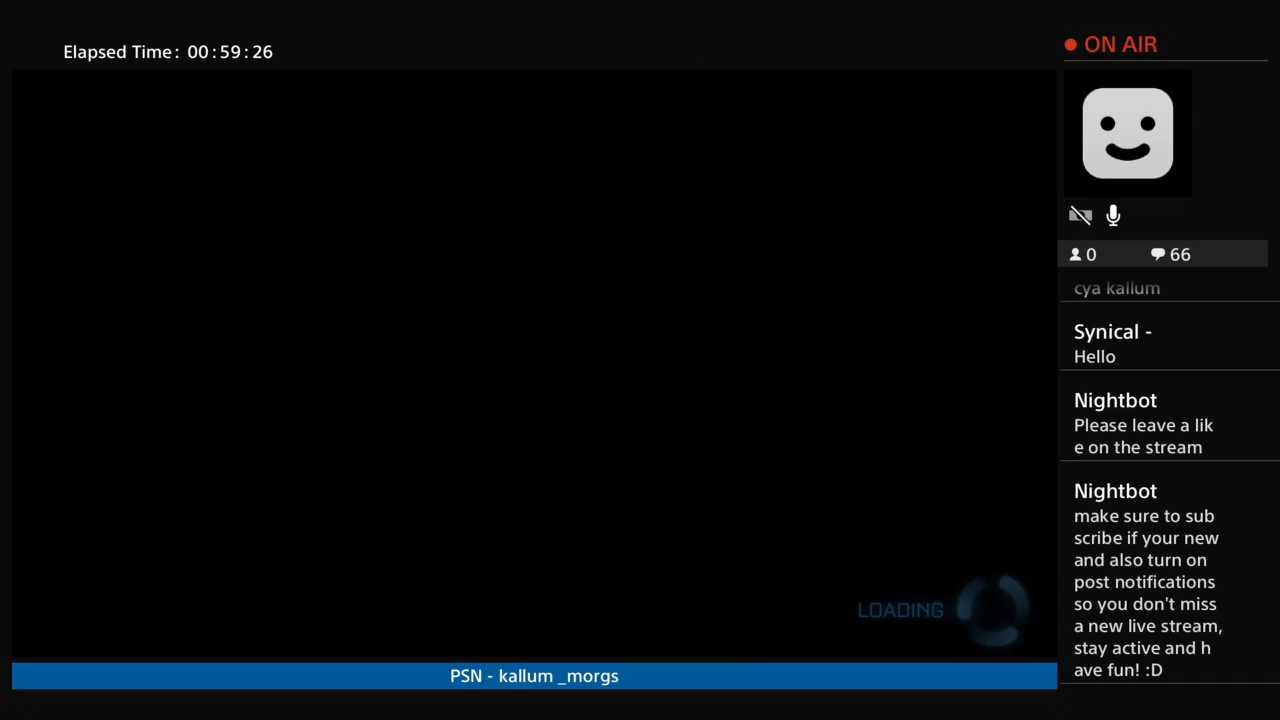 Elapsed Time: 00:59:26
ON AIR
0 66
cya kallum
Synical -
Hello
Nightbot
Please leave a lik
e on the stream
Nightbot
make sure to sub
scribe if your new
and also turn on
post notifications
so you don't miss
a new live stream,
stay active and h
ave fun! :D
LOADING
PSN - kallum _morgs